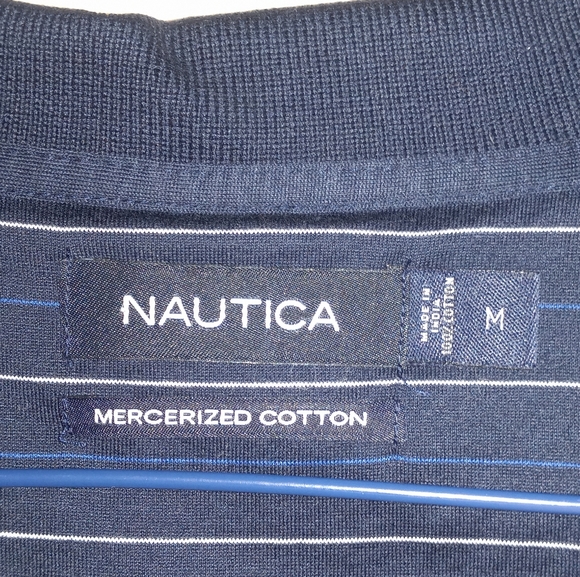 NAUTICA
MADE IN
INDIA
100% COTTON
M
MERCERIZED COTTON